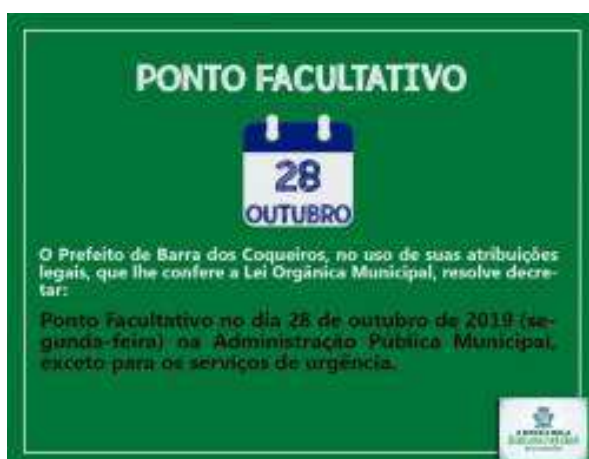 PONTO FACULTATIVO
28
OUTUBRO
O Prefeito de Barra dos Coqueiros, no uso de suas atribuições
legais, que lhe confere a Lei Orgânica Municipal, resolve decre-
tar:
Ponto Facultativo no dia 28 de outubro de 2019 (se-
gunda-feira) na Administração Pública Municipal,
exceto para os serviços de urgência.